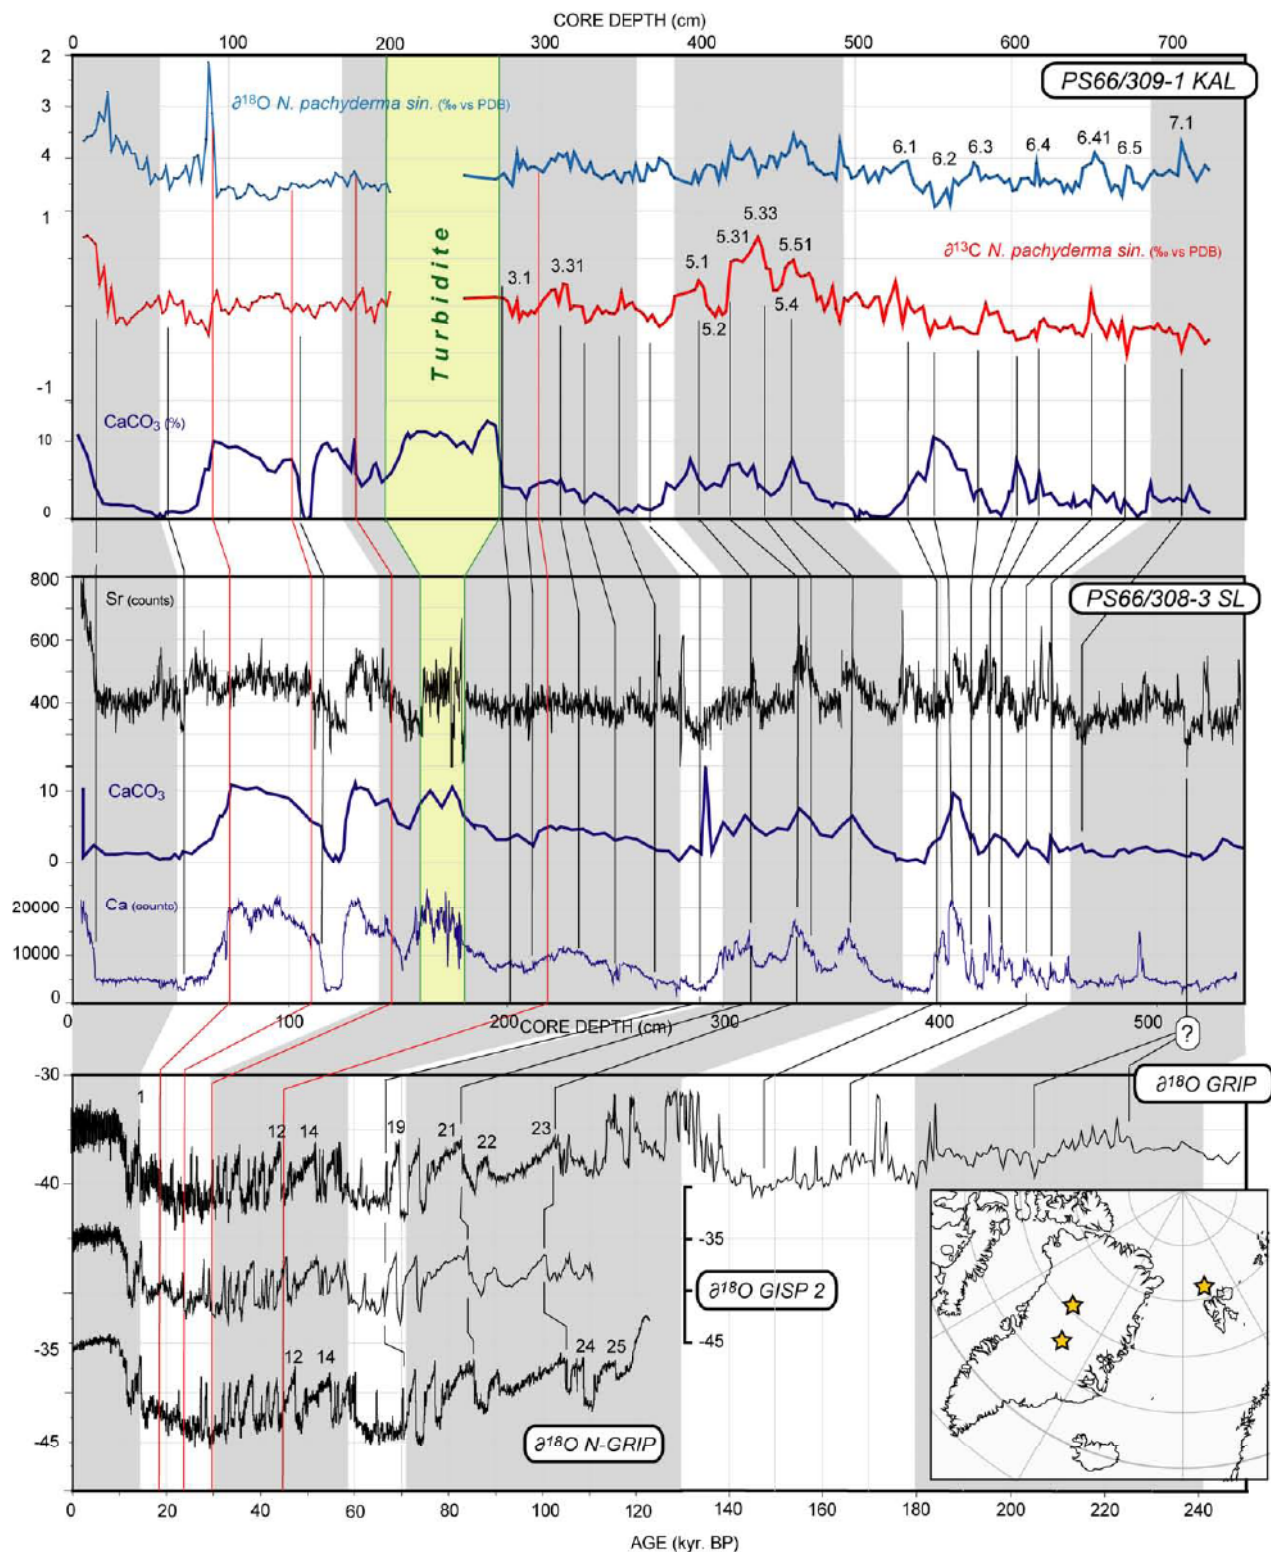 CORE DEPTH (cm)
0 100 200 300 400 500 600 700
2
3
4
1
-1
10
0
PS66/309-1 KAL
∂18O N. pachyderma sin. (‰ vs PDB)
6.1 6.2 6.3 6.4 6.41 6.5 7.1
∂13C N. pachyderma sin. (‰ vs PDB)
Turbidite
3.1 3.31 5.1 5.2 5.31 5.33 5.4 5.51
CaCO3 (%)
800
600
400
10
0
20000
10000
0
Sr (counts)
PS66/308-3 SL
CaCO3
Ca (counts)
0 100 200 300 400 500
CORE DEPTH (cm)
?
-30
-40
-35
-45
∂18O GRIP
1 12 14 19 21 22 23
-35
-45
∂18O GISP 2
12 14 24 25
∂18O N-GRIP
0 20 40 60 80 100 120 140 160 180 200 220 240
AGE (kyr. BP)